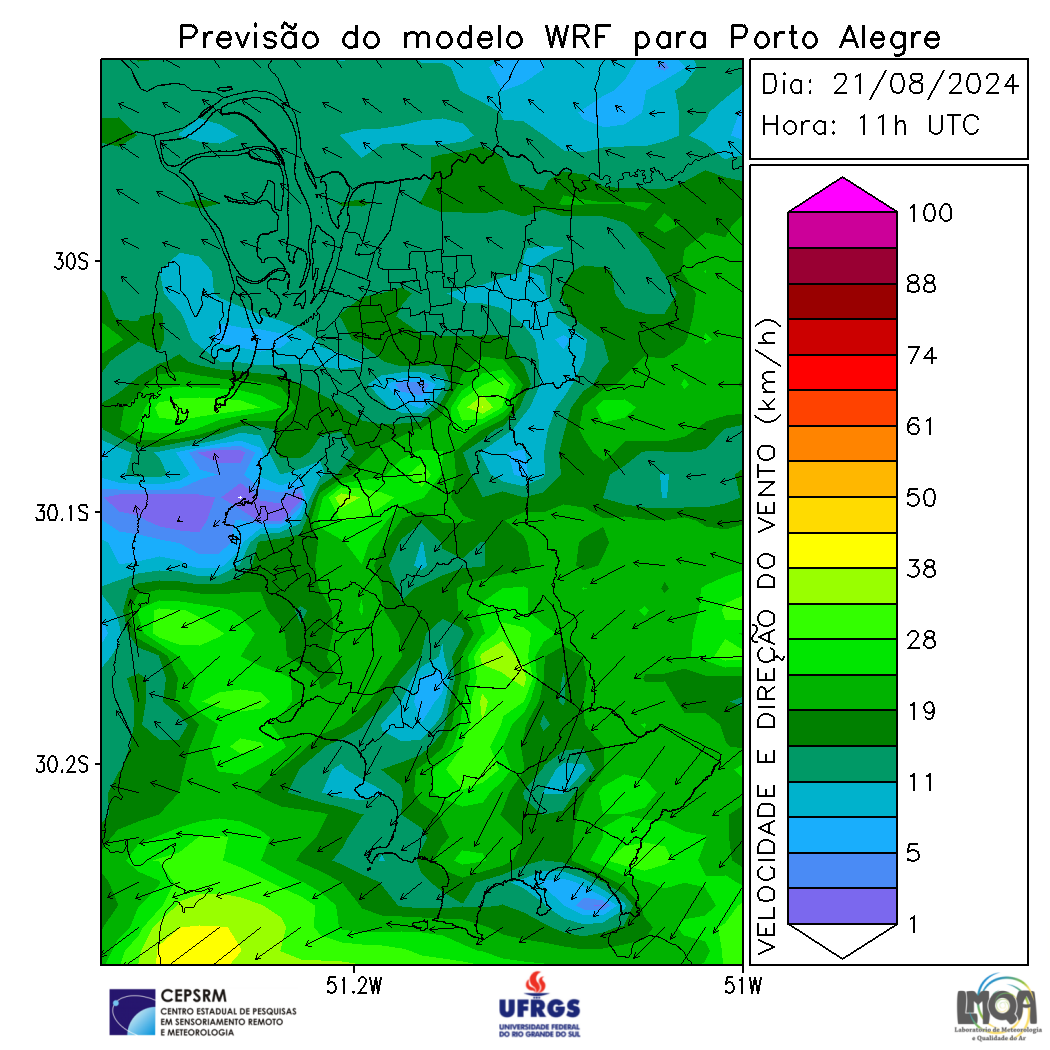 Previsão do modelo WRF para Porto Alegre
Dia: 21/08/2024
Hora: 11h UTC
30S
30.1S
30.2S
51.2W
51W
VELOCIDADE E DIREÇÃO DO VENTO (km/h)
100
88
74
61
50
38
28
19
11
5
1
CEPSRM
CENTRO ESTADUAL DE PESQUISAS
EM SENSORIAMENTO REMOTO
E METEOROLOGIA
UFRGS
UNIVERSIDADE FEDERAL
DO RIO GRANDE DO SUL
LMQA
Laboratório de Meteorologia
e Qualidade do Ar